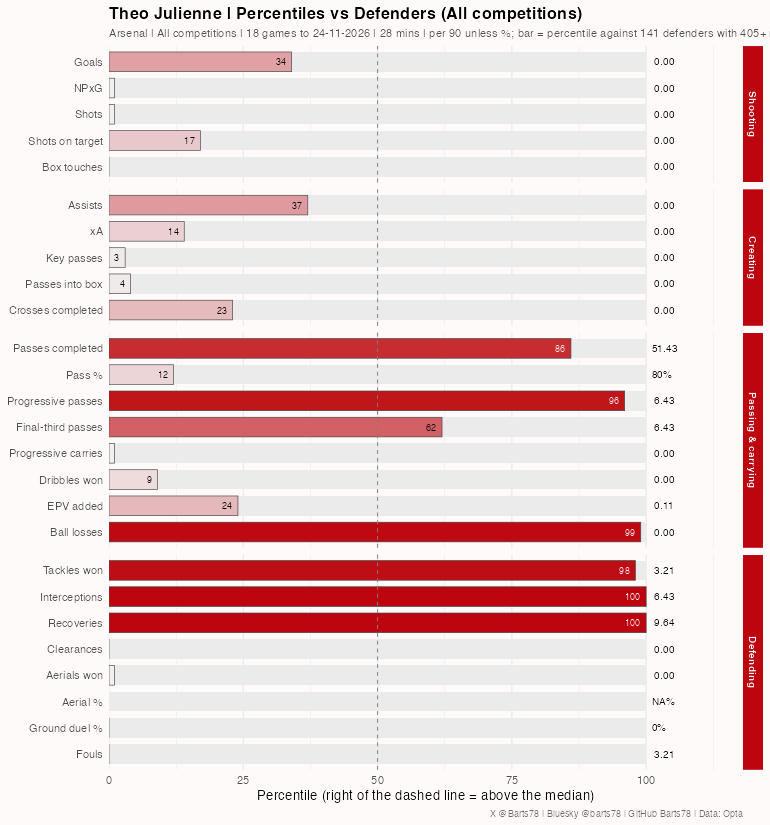 Theo Julienne | Percentiles vs Defenders (All competitions)
Arsenal | All competitions | 18 games to 24-11-2026 | 28 mins | per 90 unless %; bar = percentile against 141 defenders with 405+
Goals 34 0.00
NPxG 0.00
Shots 0.00
Shots on target 17 0.00
Box touches 0.00
Shooting
Assists 37 0.00
xA 14 0.00
Key passes 3 0.00
Passes into box 4 0.00
Crosses completed 23 0.00
Creating
Passes completed 86 51.43
Pass % 12 80%
Progressive passes 96 6.43
Final-third passes 62 6.43
Progressive carries 0.00
Dribbles won 9 0.00
EPV added 24 0.11
Ball losses 99 0.00
Passing & carrying
Tackles won 98 3.21
Interceptions 100 6.43
Recoveries 100 9.64
Clearances 0.00
Aerials won 0.00
Aerial % NA%
Ground duel % 0%
Fouls 3.21
Defending
0 25 50 75 100
Percentile (right of the dashed line = above the median)
X @Barts78 | Bluesky @barts78 | GitHub Barts78 | Data: Opta